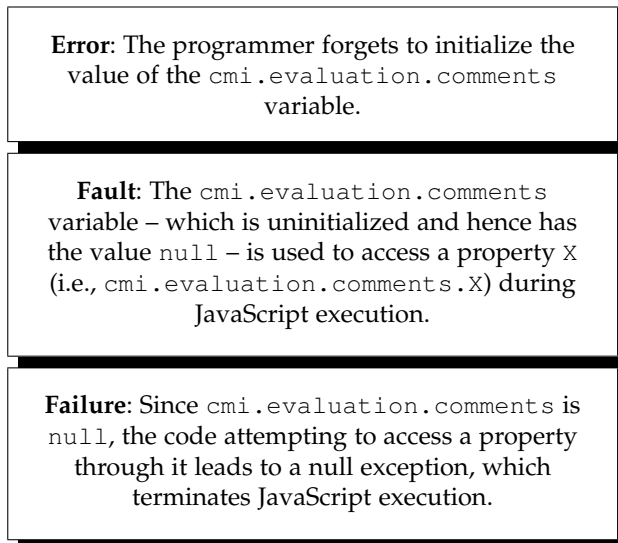 Error: The programmer forgets to initialize the
value of the cmi.evaluation.comments
variable.
Fault: The cmi.evaluation.comments
variable – which is uninitialized and hence has
the value null – is used to access a property X
(i.e., cmi.evaluation.comments.X) during
JavaScript execution.
Failure: Since cmi.evaluation.comments is
null, the code attempting to access a property
through it leads to a null exception, which
terminates JavaScript execution.